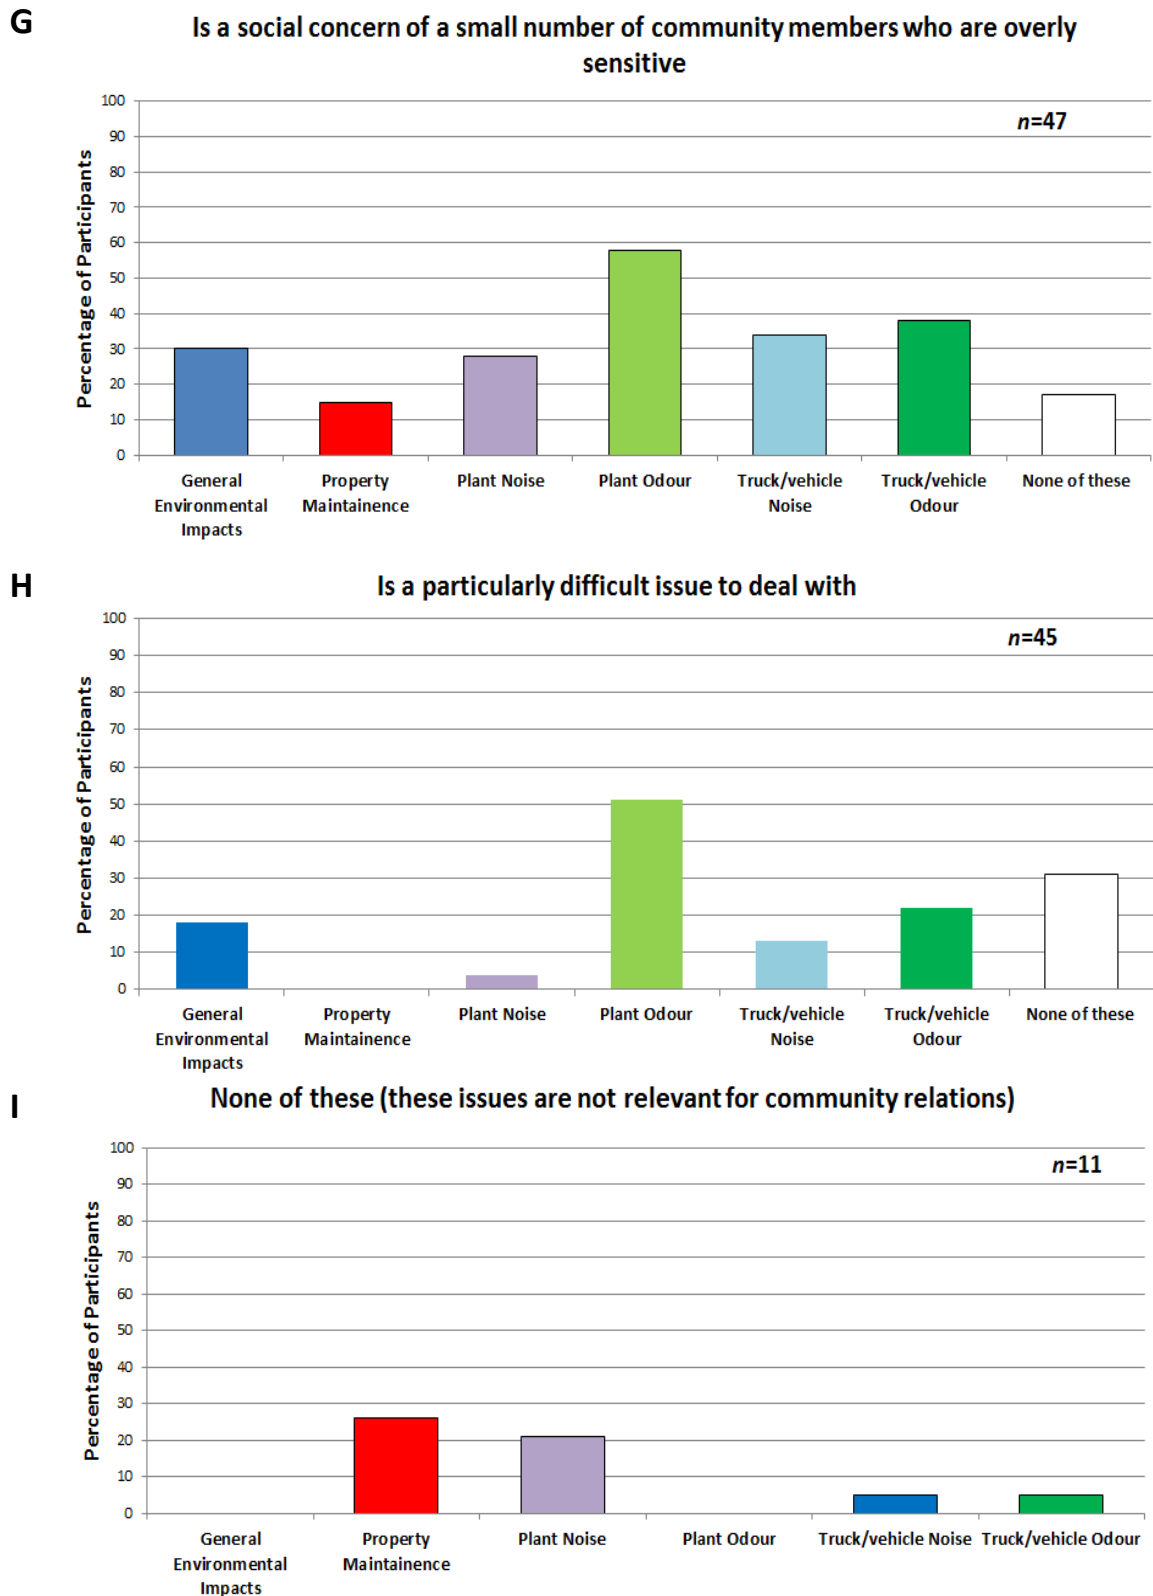 G
Is a social concern of a small number of community members who are overly
sensitive
n=47
Percentage of Participants
100
90
80
70
60
50
40
30
20
10
0
General
Environmental
Impacts
Property
Maintainence
Plant Noise
Plant Odour
Truck/vehicle
Noise
Truck/vehicle
Odour
None of these
H
Is a particularly difficult issue to deal with
n=45
Percentage of Participants
100
90
80
70
60
50
40
30
20
10
0
General
Environmental
Impacts
Property
Maintainence
Plant Noise
Plant Odour
Truck/vehicle
Noise
Truck/vehicle
Odour
None of these
I
None of these (these issues are not relevant for community relations)
n=11
Percentage of Participants
100
90
80
70
60
50
40
30
20
10
0
General
Environmental
Impacts
Property
Maintainence
Plant Noise
Plant Odour
Truck/vehicle Noise
Truck/vehicle Odour